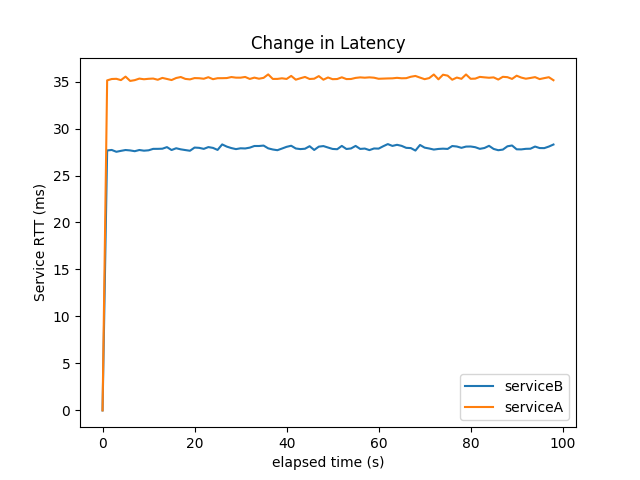 Change in Latency
Service RTT (ms)
35
30
25
20
15
10
5
0
0 20 40 60 80 100
elapsed time (s)
serviceB
serviceA